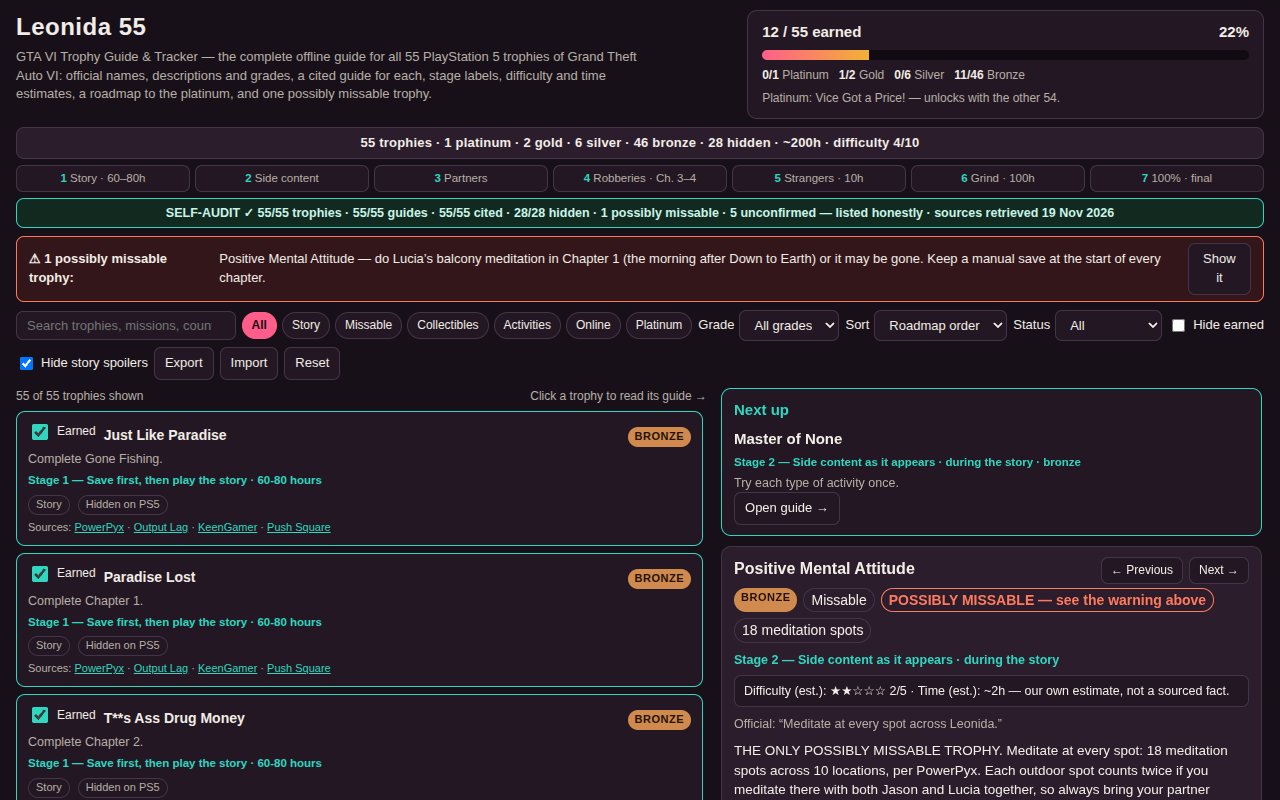 Leonida 55
GTA VI Trophy Guide & Tracker — the complete offline guide for all 55 PlayStation 5 trophies of Grand Theft
Auto VI: official names, descriptions and grades, a cited guide for each, stage labels, difficulty and time
estimates, a roadmap to the platinum, and one possibly missable trophy.
12 / 55 earned 22%
0/1 Platinum 1/2 Gold 0/6 Silver 11/46 Bronze
Platinum: Vice Got a Price! — unlocks with the other 54.
55 trophies · 1 platinum · 2 gold · 6 silver · 46 bronze · 28 hidden · ~200h · difficulty 4/10
1 Story · 60–80h 2 Side content 3 Partners 4 Robberies · Ch. 3–4 5 Strangers · 10h 6 Grind · 100h 7 100% · final
SELF-AUDIT ✓ 55/55 trophies · 55/55 guides · 55/55 cited · 28/28 hidden · 1 possibly missable · 5 unconfirmed — listed honestly · sources retrieved 19 Nov 2026
⚠ 1 possibly missable
trophy:
Positive Mental Attitude — do Lucia's balcony meditation in Chapter 1 (the morning after Down to Earth) or it may be gone. Keep a manual save at the start of every
chapter.
Show
it
Search trophies, missions, coun All Story Missable Collectibles Activities Online Platinum Grade All grades Sort Roadmap order Status All Hide earned
Hide story spoilers Export Import Reset
55 of 55 trophies shown Click a trophy to read its guide →
Earned Just Like Paradise BRONZE
Complete Gone Fishing.
Stage 1 — Save first, then play the story · 60-80 hours
Story Hidden on PS5
Sources: PowerPyx · Output Lag · KeenGamer · Push Square
Earned Paradise Lost BRONZE
Complete Chapter 1.
Stage 1 — Save first, then play the story · 60-80 hours
Story Hidden on PS5
Sources: PowerPyx · Output Lag · KeenGamer · Push Square
Earned T**s Ass Drug Money BRONZE
Complete Chapter 2.
Stage 1 — Save first, then play the story · 60-80 hours
Story Hidden on PS5
Next up
Master of None
Stage 2 — Side content as it appears · during the story · bronze
Try each type of activity once.
Open guide →
Positive Mental Attitude ← Previous Next →
BRONZE Missable POSSIBLY MISSABLE — see the warning above
18 meditation spots
Stage 2 — Side content as it appears · during the story
Difficulty (est.): ★★☆☆☆ 2/5 · Time (est.): ~2h — our own estimate, not a sourced fact.
Official: “Meditate at every spot across Leonida.”
THE ONLY POSSIBLY MISSABLE TROPHY. Meditate at every spot: 18 meditation
spots across 10 locations, per PowerPyx. Each outdoor spot counts twice if you
meditate there with both Jason and Lucia together, so always bring your partner